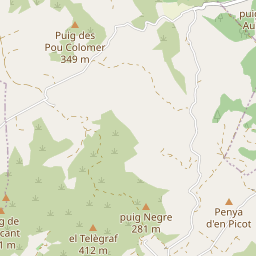 Puig des
Pou Colomer
349 m
puig
Au
puig Negre
281 m
Penya
d'en Picot
g de
cant
1 m
el Telègraf
412 m